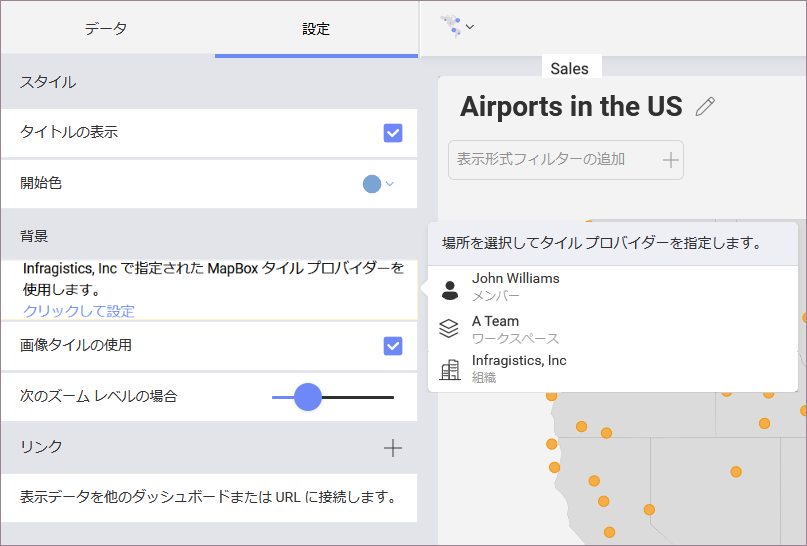 データ
設定
スタイル
タイトルの表示
開始色
背景
Infragistics, Inc で指定された MapBox タイル プロバイダーを
使用します。
クリックして設定
画像タイルの使用
次のズーム レベルの場合
リンク
表示データを他のダッシュボードまたは URL に接続します。
Sales
Airports in the US
表示形式フィルターの追加
場所を選択してタイル プロバイダーを指定します。
John Williams
メンバー
A Team
ワークスペース
Infragistics, Inc
組織